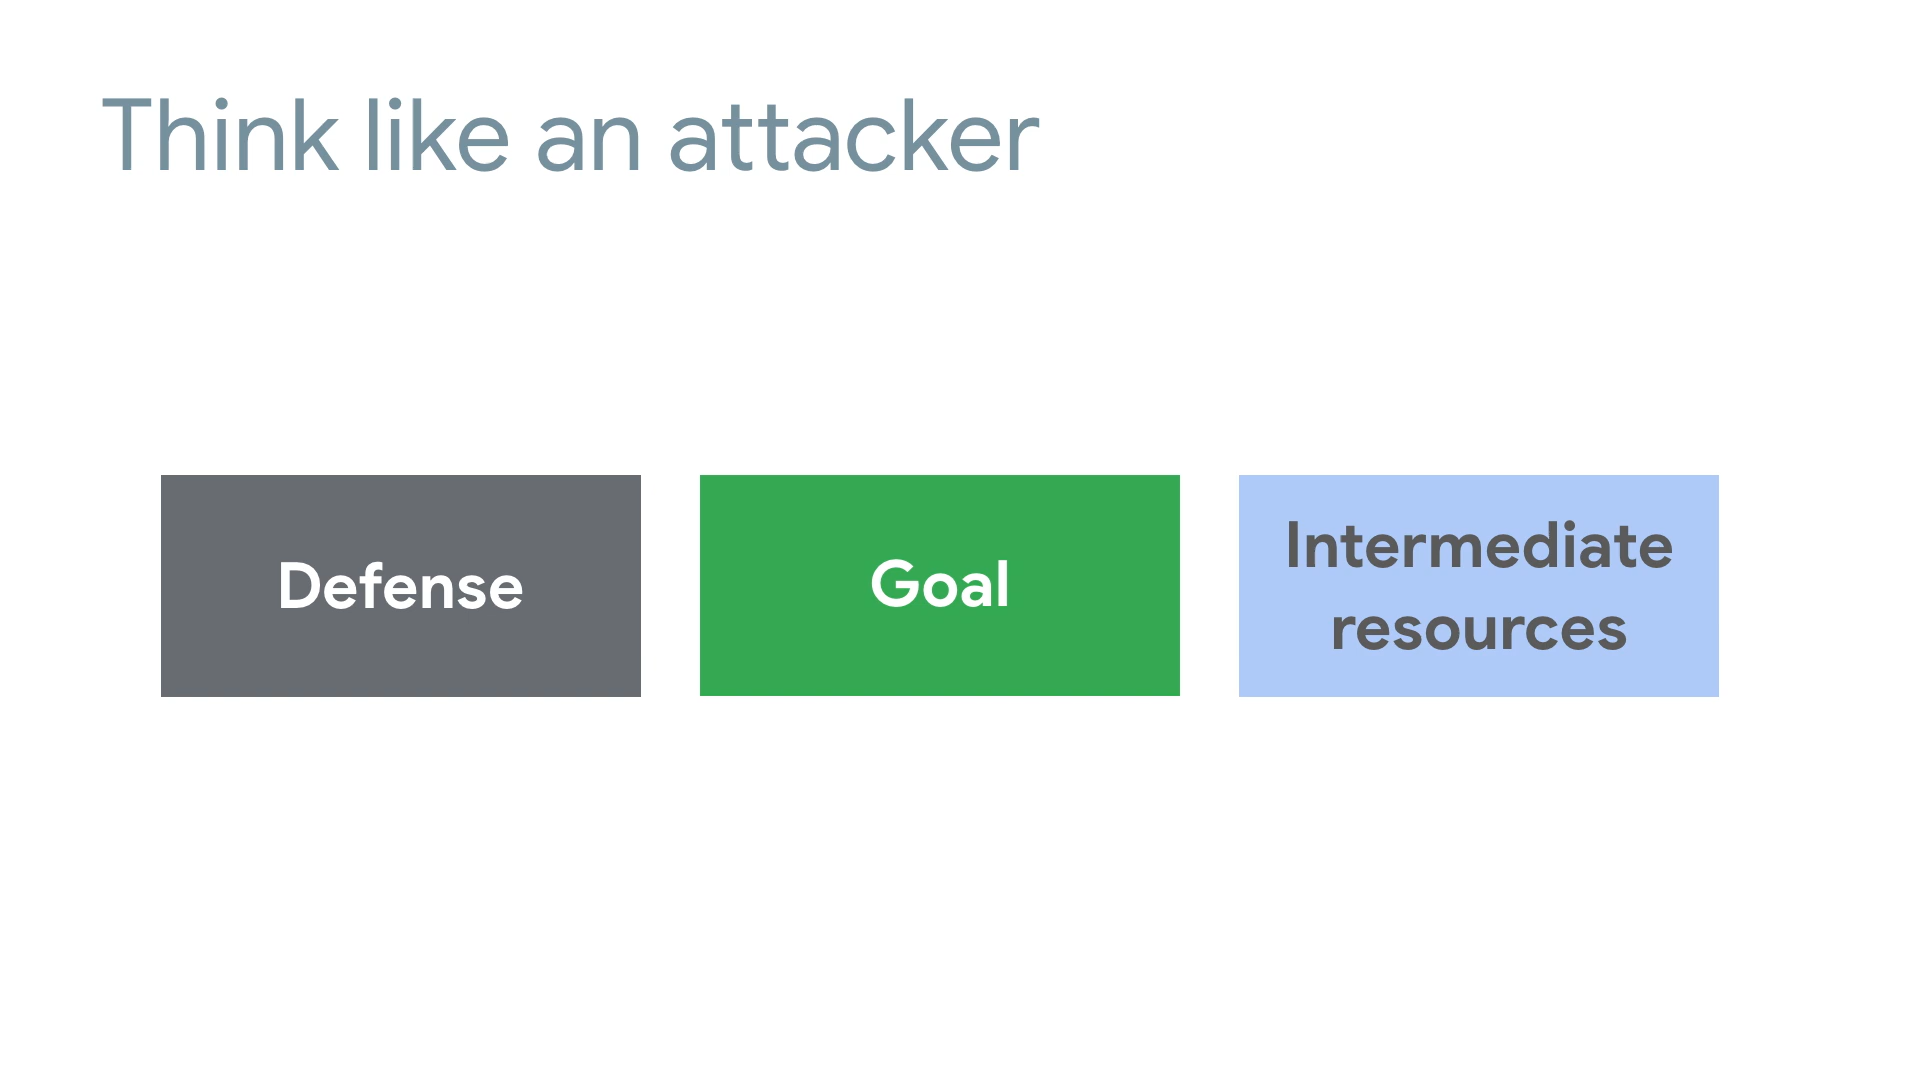 Think like an attacker
Defense
Goal
Intermediate
resources